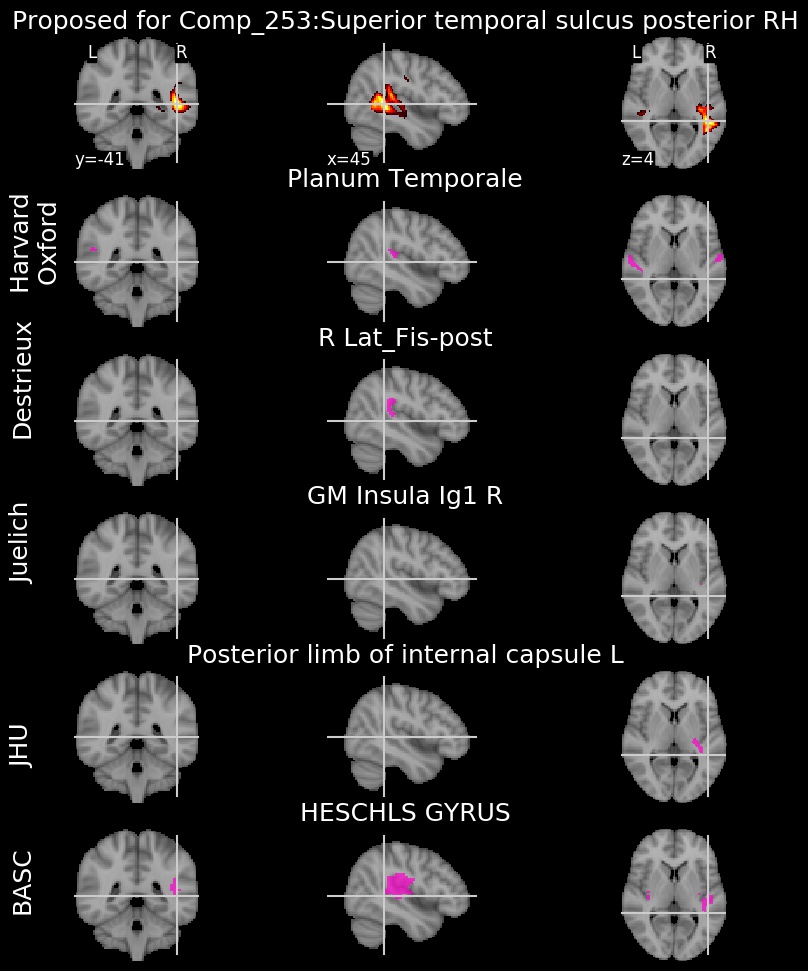 Proposed for Comp_253:Superior temporal sulcus posterior RH
L R L R
y=-41 x=45 z=4
Planum Temporale
Harvard
Oxford
R Lat_Fis-post
Destrieux
GM Insula Ig1 R
Juelich
Posterior limb of internal capsule L
JHU
HESCHLS GYRUS
BASC